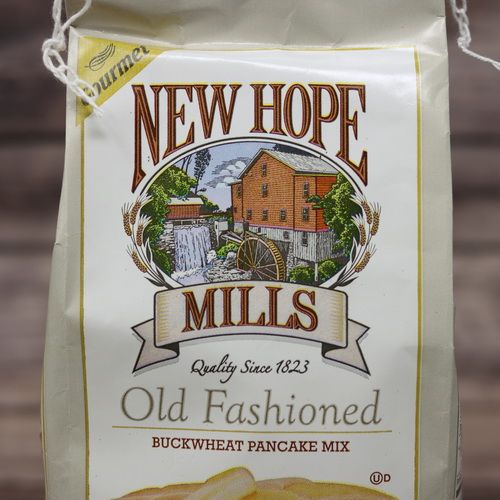 Gourmet
NEW HOPE
MILLS
Quality Since 1823
Old Fashioned
BUCKWHEAT PANCAKE MIX
U D